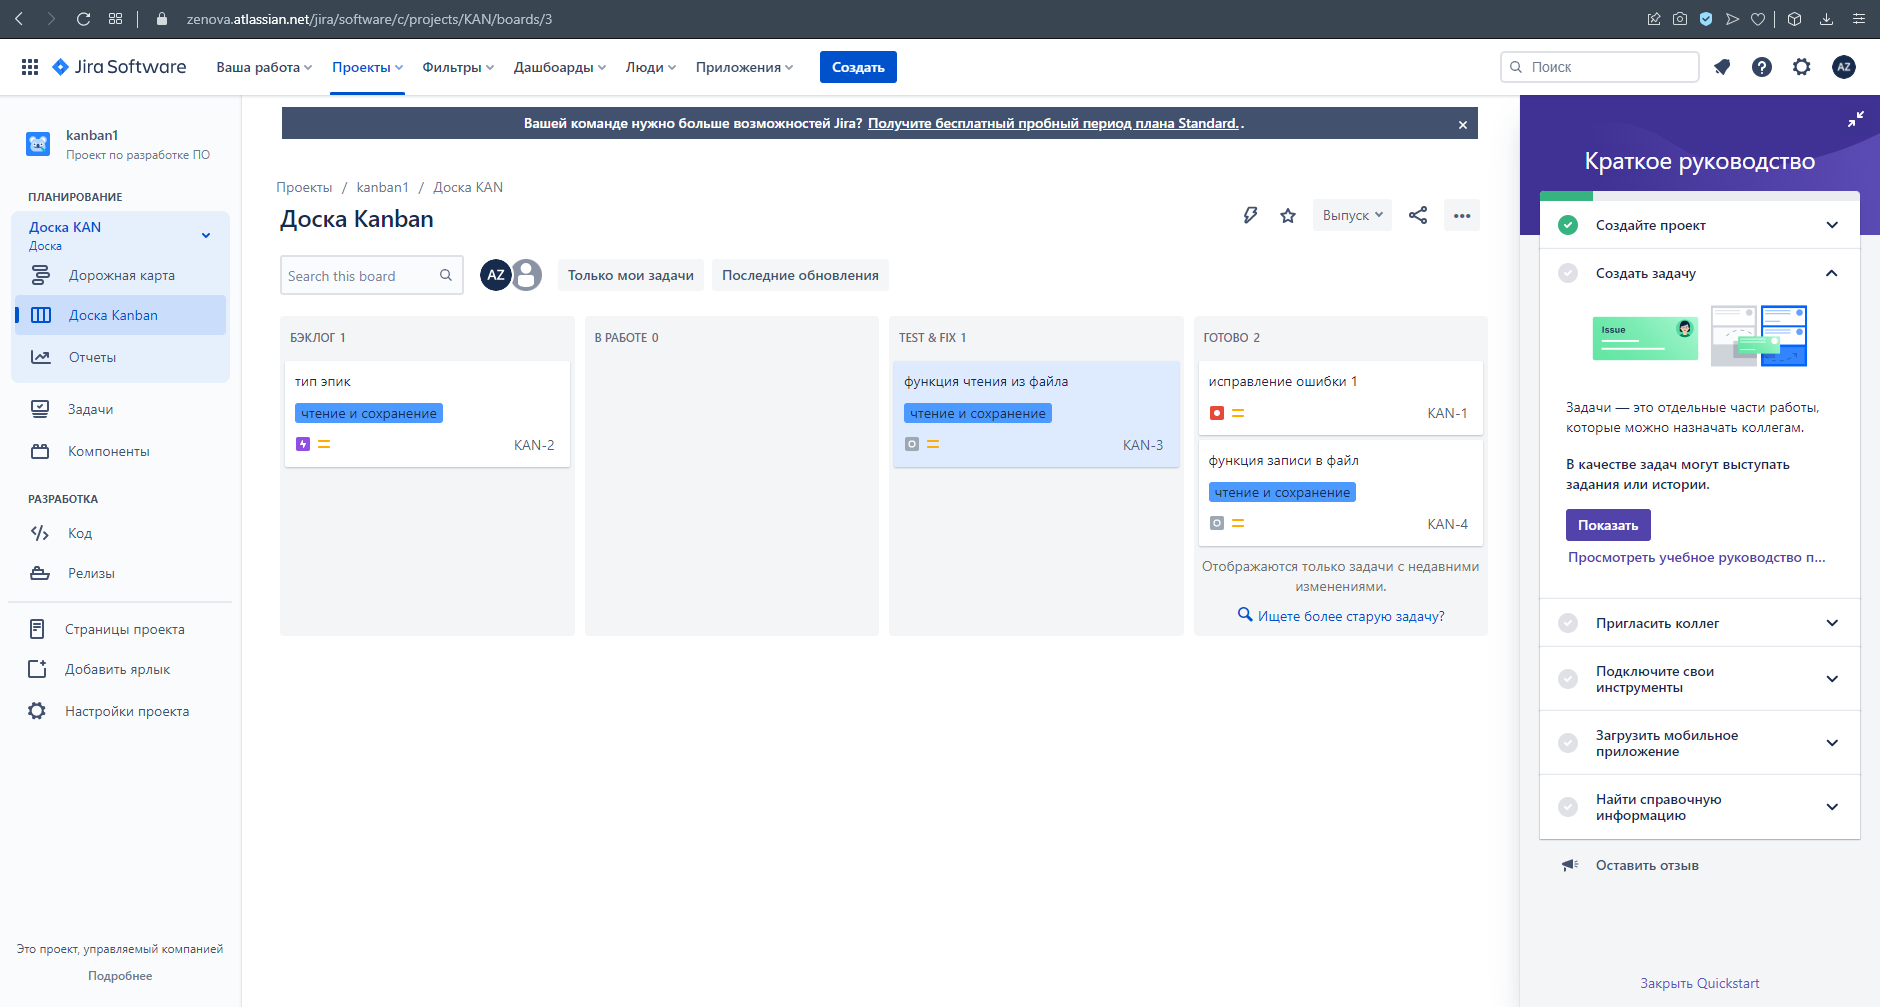 zenova.atlassian.net/jira/software/c/projects/KAN/boards/3
Jira Software
Ваша работа
Проекты
Фильтры
Дашборды
Люди
Приложения
Создать
Поиск
AZ
kanban1
Проект по разработке ПО
ПЛАНИРОВАНИЕ
Доска KAN
Доска
Дорожная карта
Доска Kanban
Отчеты
Задачи
Компоненты
РАЗРАБОТКА
Код
Релизы
Страницы проекта
Добавить ярлык
Настройки проекта
Это проект, управляемый компанией
Подробнее
Вашей команде нужно больше возможностей Jira? Получите бесплатный пробный период плана Standard. .
Проекты / kanban1 / Доска KAN
Доска Kanban
Выпуск
Search this board
AZ
Только мои задачи
Последние обновления
БЭКЛОГ 1
тип эпик
чтение и сохранение
KAN-2
В РАБОТЕ 0
TEST & FIX 1
функция чтения из файла
чтение и сохранение
KAN-3
ГОТОВО 2
исправление ошибки 1
KAN-1
функция записи в файл
чтение и сохранение
KAN-4
Отображаются только задачи с недавними
изменениями.
Ищете более старую задачу?
Краткое руководство
Создайте проект
Создать задачу
Issue
Задачи — это отдельные части работы,
которые можно назначать коллегам.
В качестве задач могут выступать
задания или истории.
Показать
Просмотреть учебное руководство п...
Пригласить коллег
Подключите свои
инструменты
Загрузить мобильное
приложение
Найти справочную
информацию
Оставить отзыв
Закрыть Quickstart